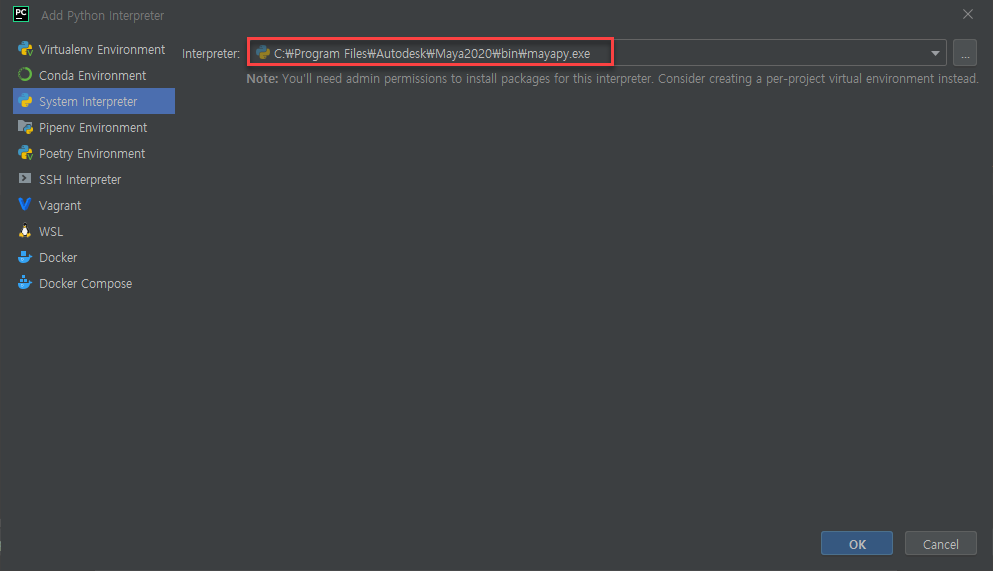 PC Add Python Interpreter
Virtualenv Environment
Conda Environment
System Interpreter
Pipenv Environment
Poetry Environment
SSH Interpreter
Vagrant
WSL
Docker
Docker Compose
Interpreter: C:₩Program Files₩Autodesk₩Maya2020₩bin₩mayapy.exe ...
Note: You'll need admin permissions to install packages for this interpreter. Consider creating a per-project virtual environment instead.
OK Cancel